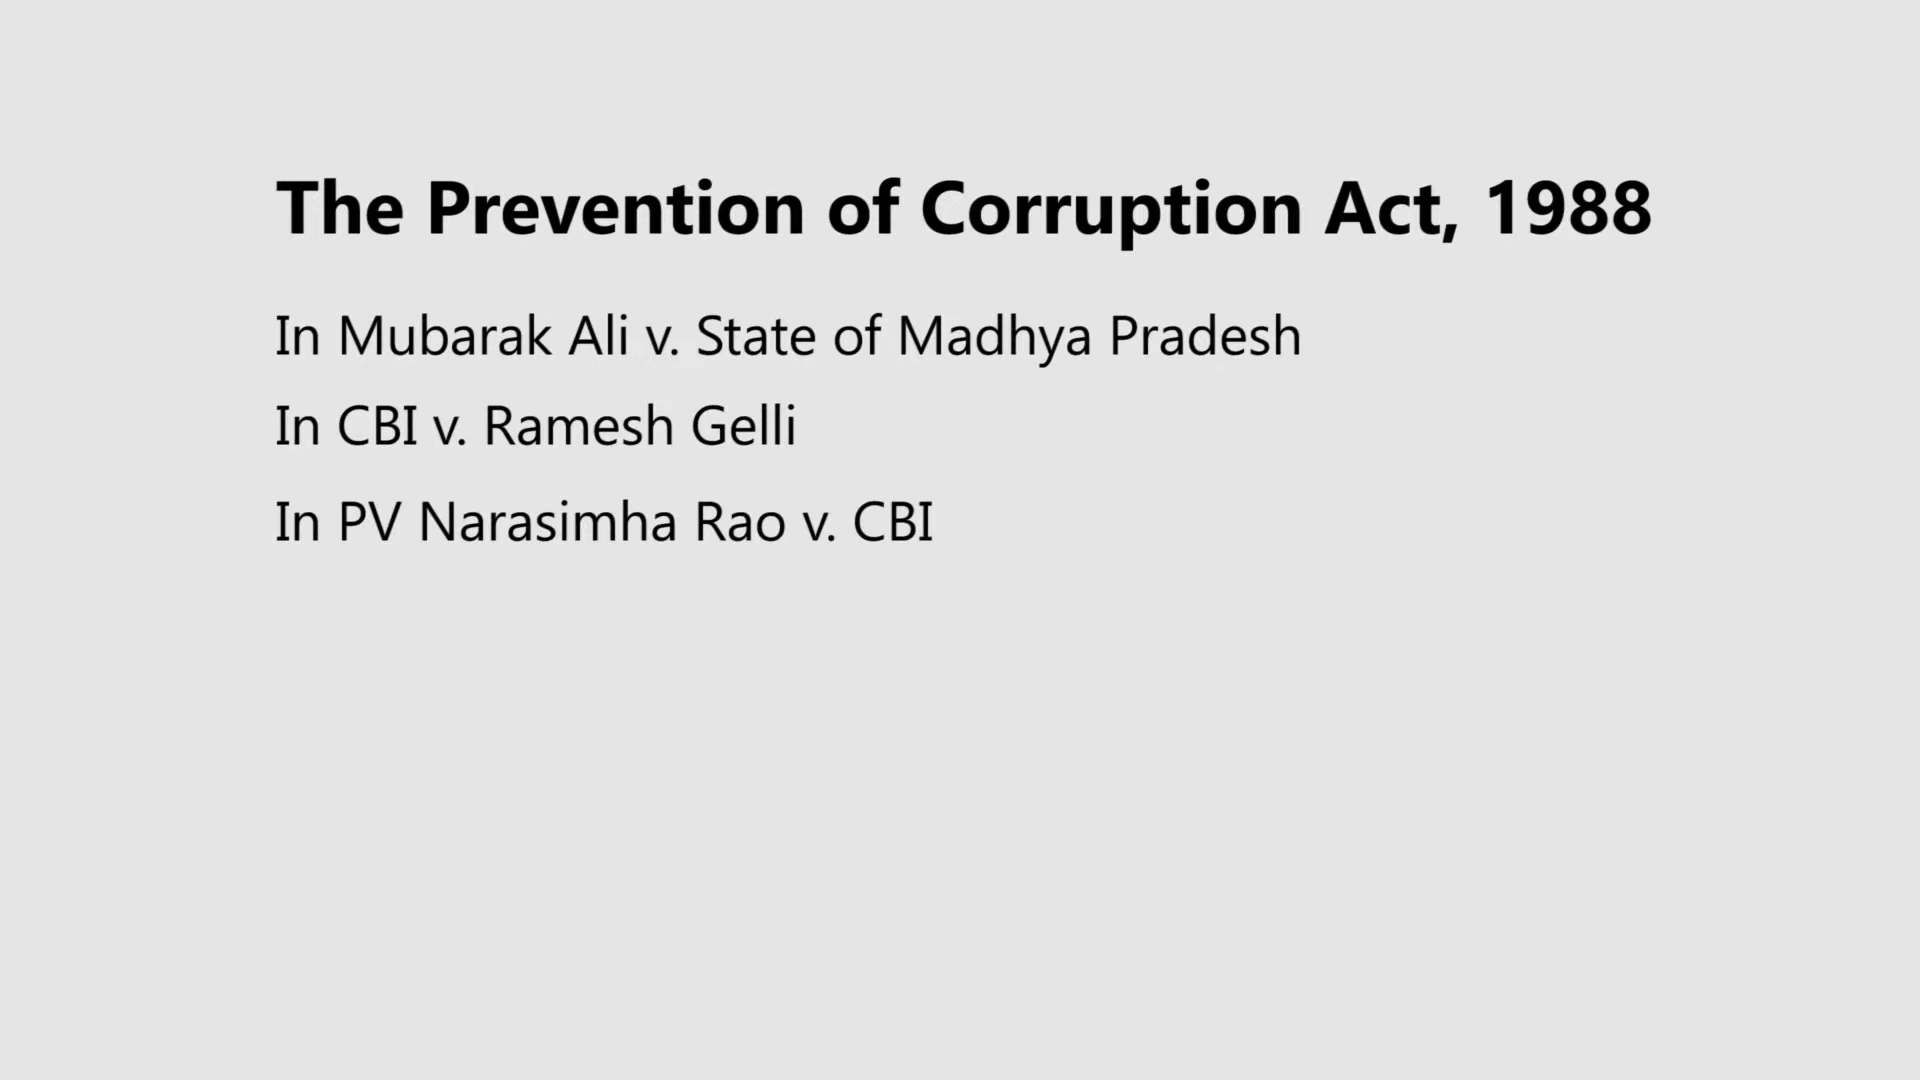 The Prevention of Corruption Act, 1988
In Mubarak Ali v. State of Madhya Pradesh
In CBI v. Ramesh Gelli
In PV Narasimha Rao v. CBI